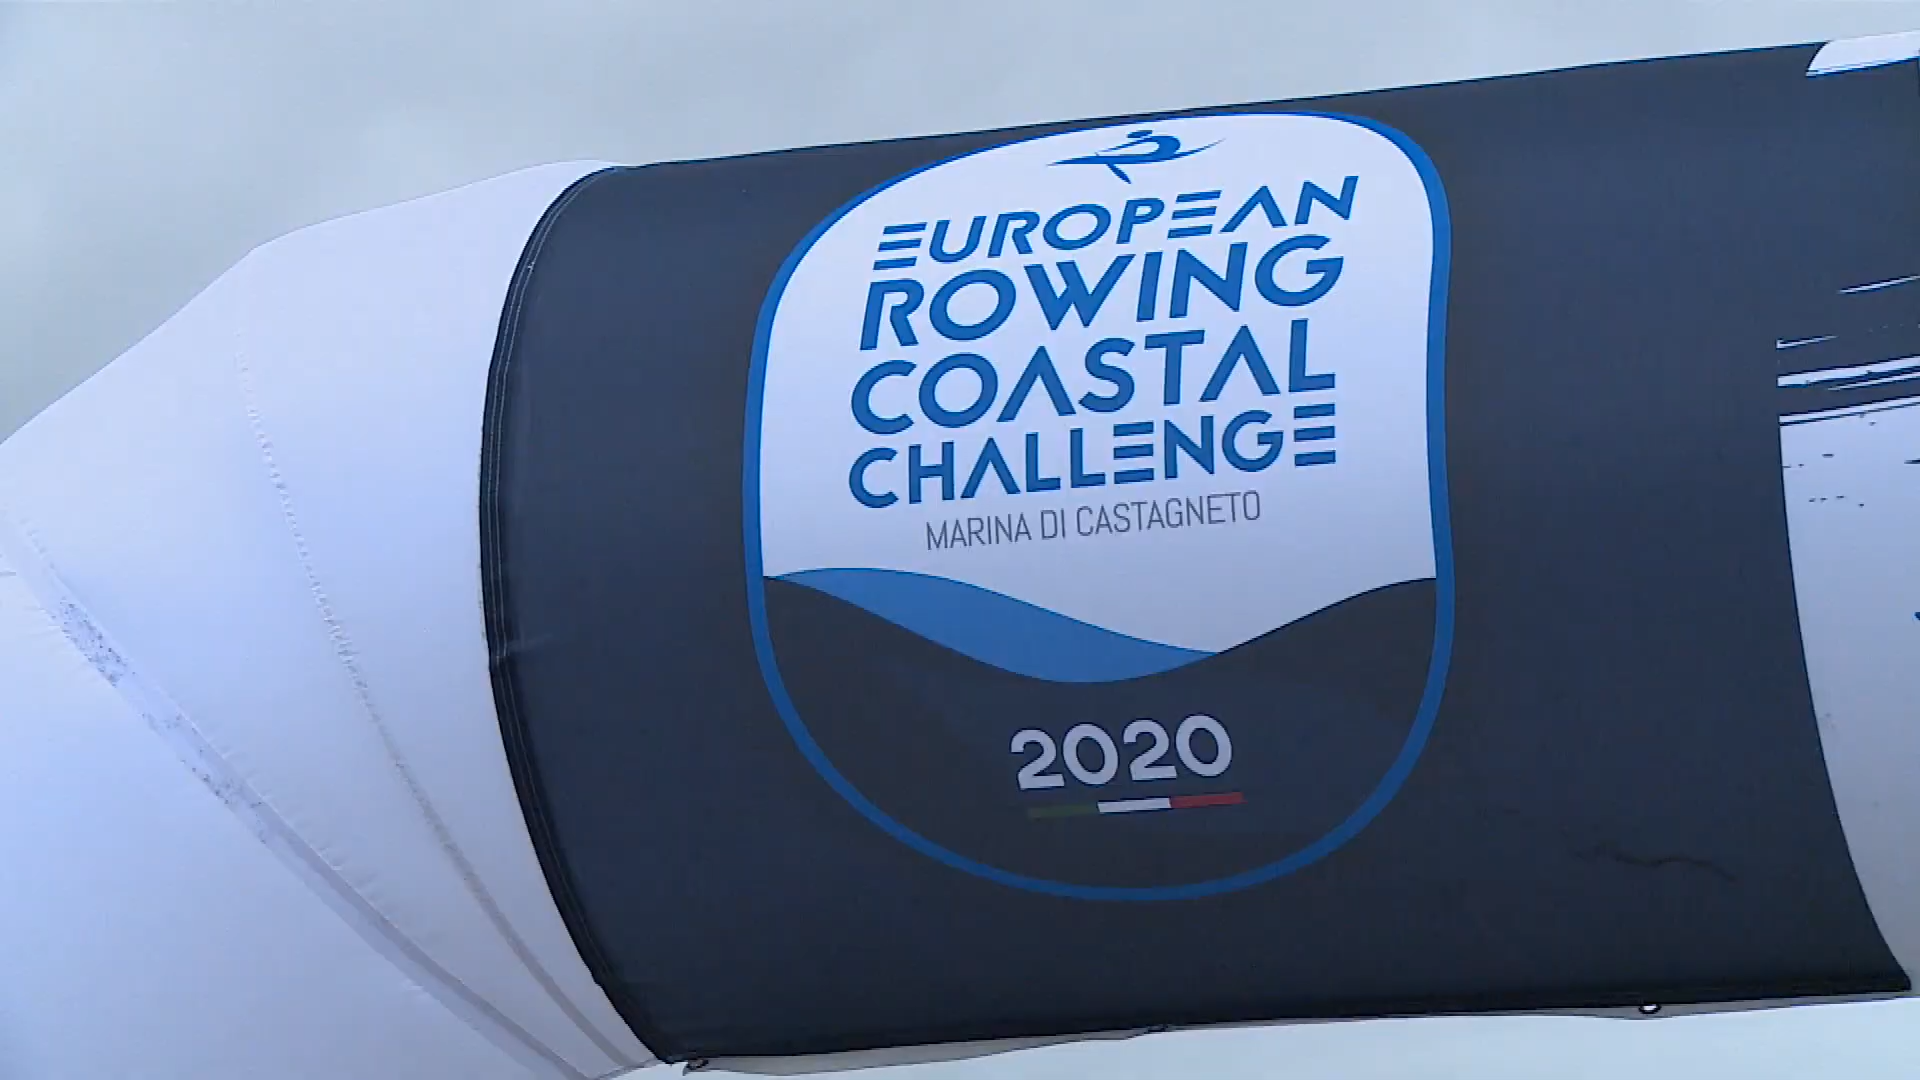 EUROPEAN
ROWING
COASTAL
CHALLENGE
MARINA DI CASTAGNETO
2020